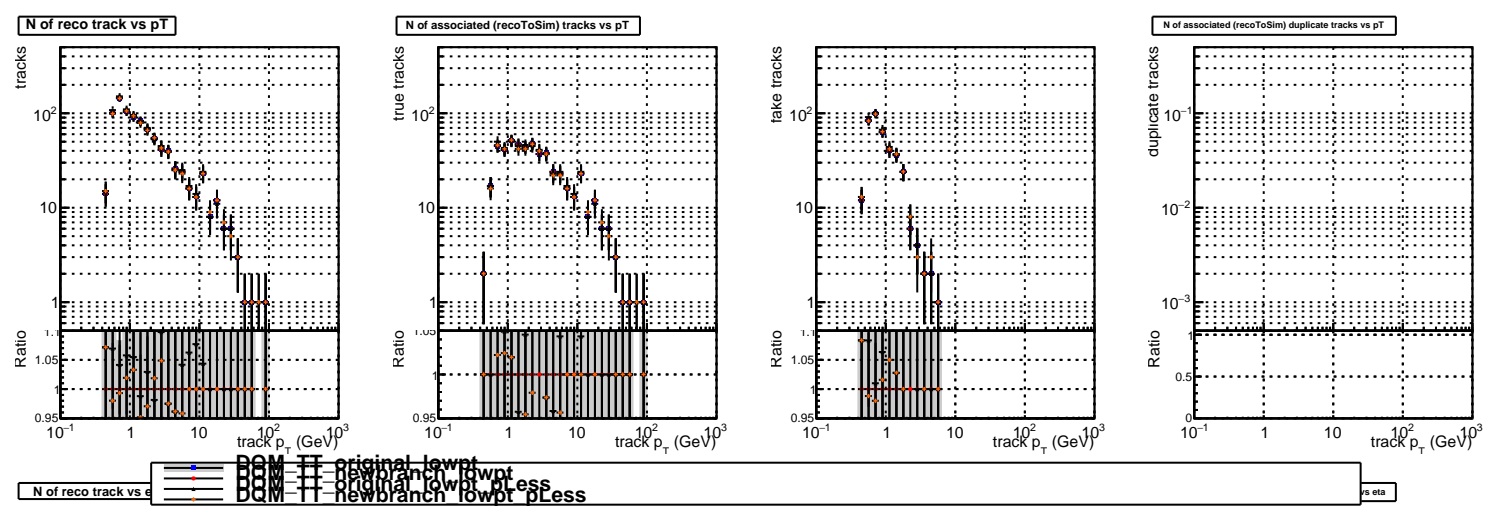 N of reco track vs pT
N of associated (recoToSim) tracks vs pT
N of associated (recoToSim) duplicate tracks vs pT
tracks
10²
10
1
Ratio
1.1
1.05
1
0.95
10⁻¹ 1 10 10² 10³
track p_T (GeV)
true tracks
10²
10
1
Ratio
1.05
1
0.95
10⁻¹ 1 10 10² 10³
track p_T (GeV)
fake tracks
10²
10
1
Ratio
1.1
1.05
1
0.95
10⁻¹ 1 10 10² 10³
track p_T (GeV)
duplicate tracks
10⁻¹
10⁻²
10⁻³
Ratio
1
0.5
0
10⁻¹ 1 10 10² 10³
track p_T (GeV)
DQM_TT_original_lowpt
DQM_TT_newbranch_lowpt
DQM_TT_original_lowpt_pLess
DQM_TT_newbranch_lowpt_pLess
N of reco track vs e
vs eta